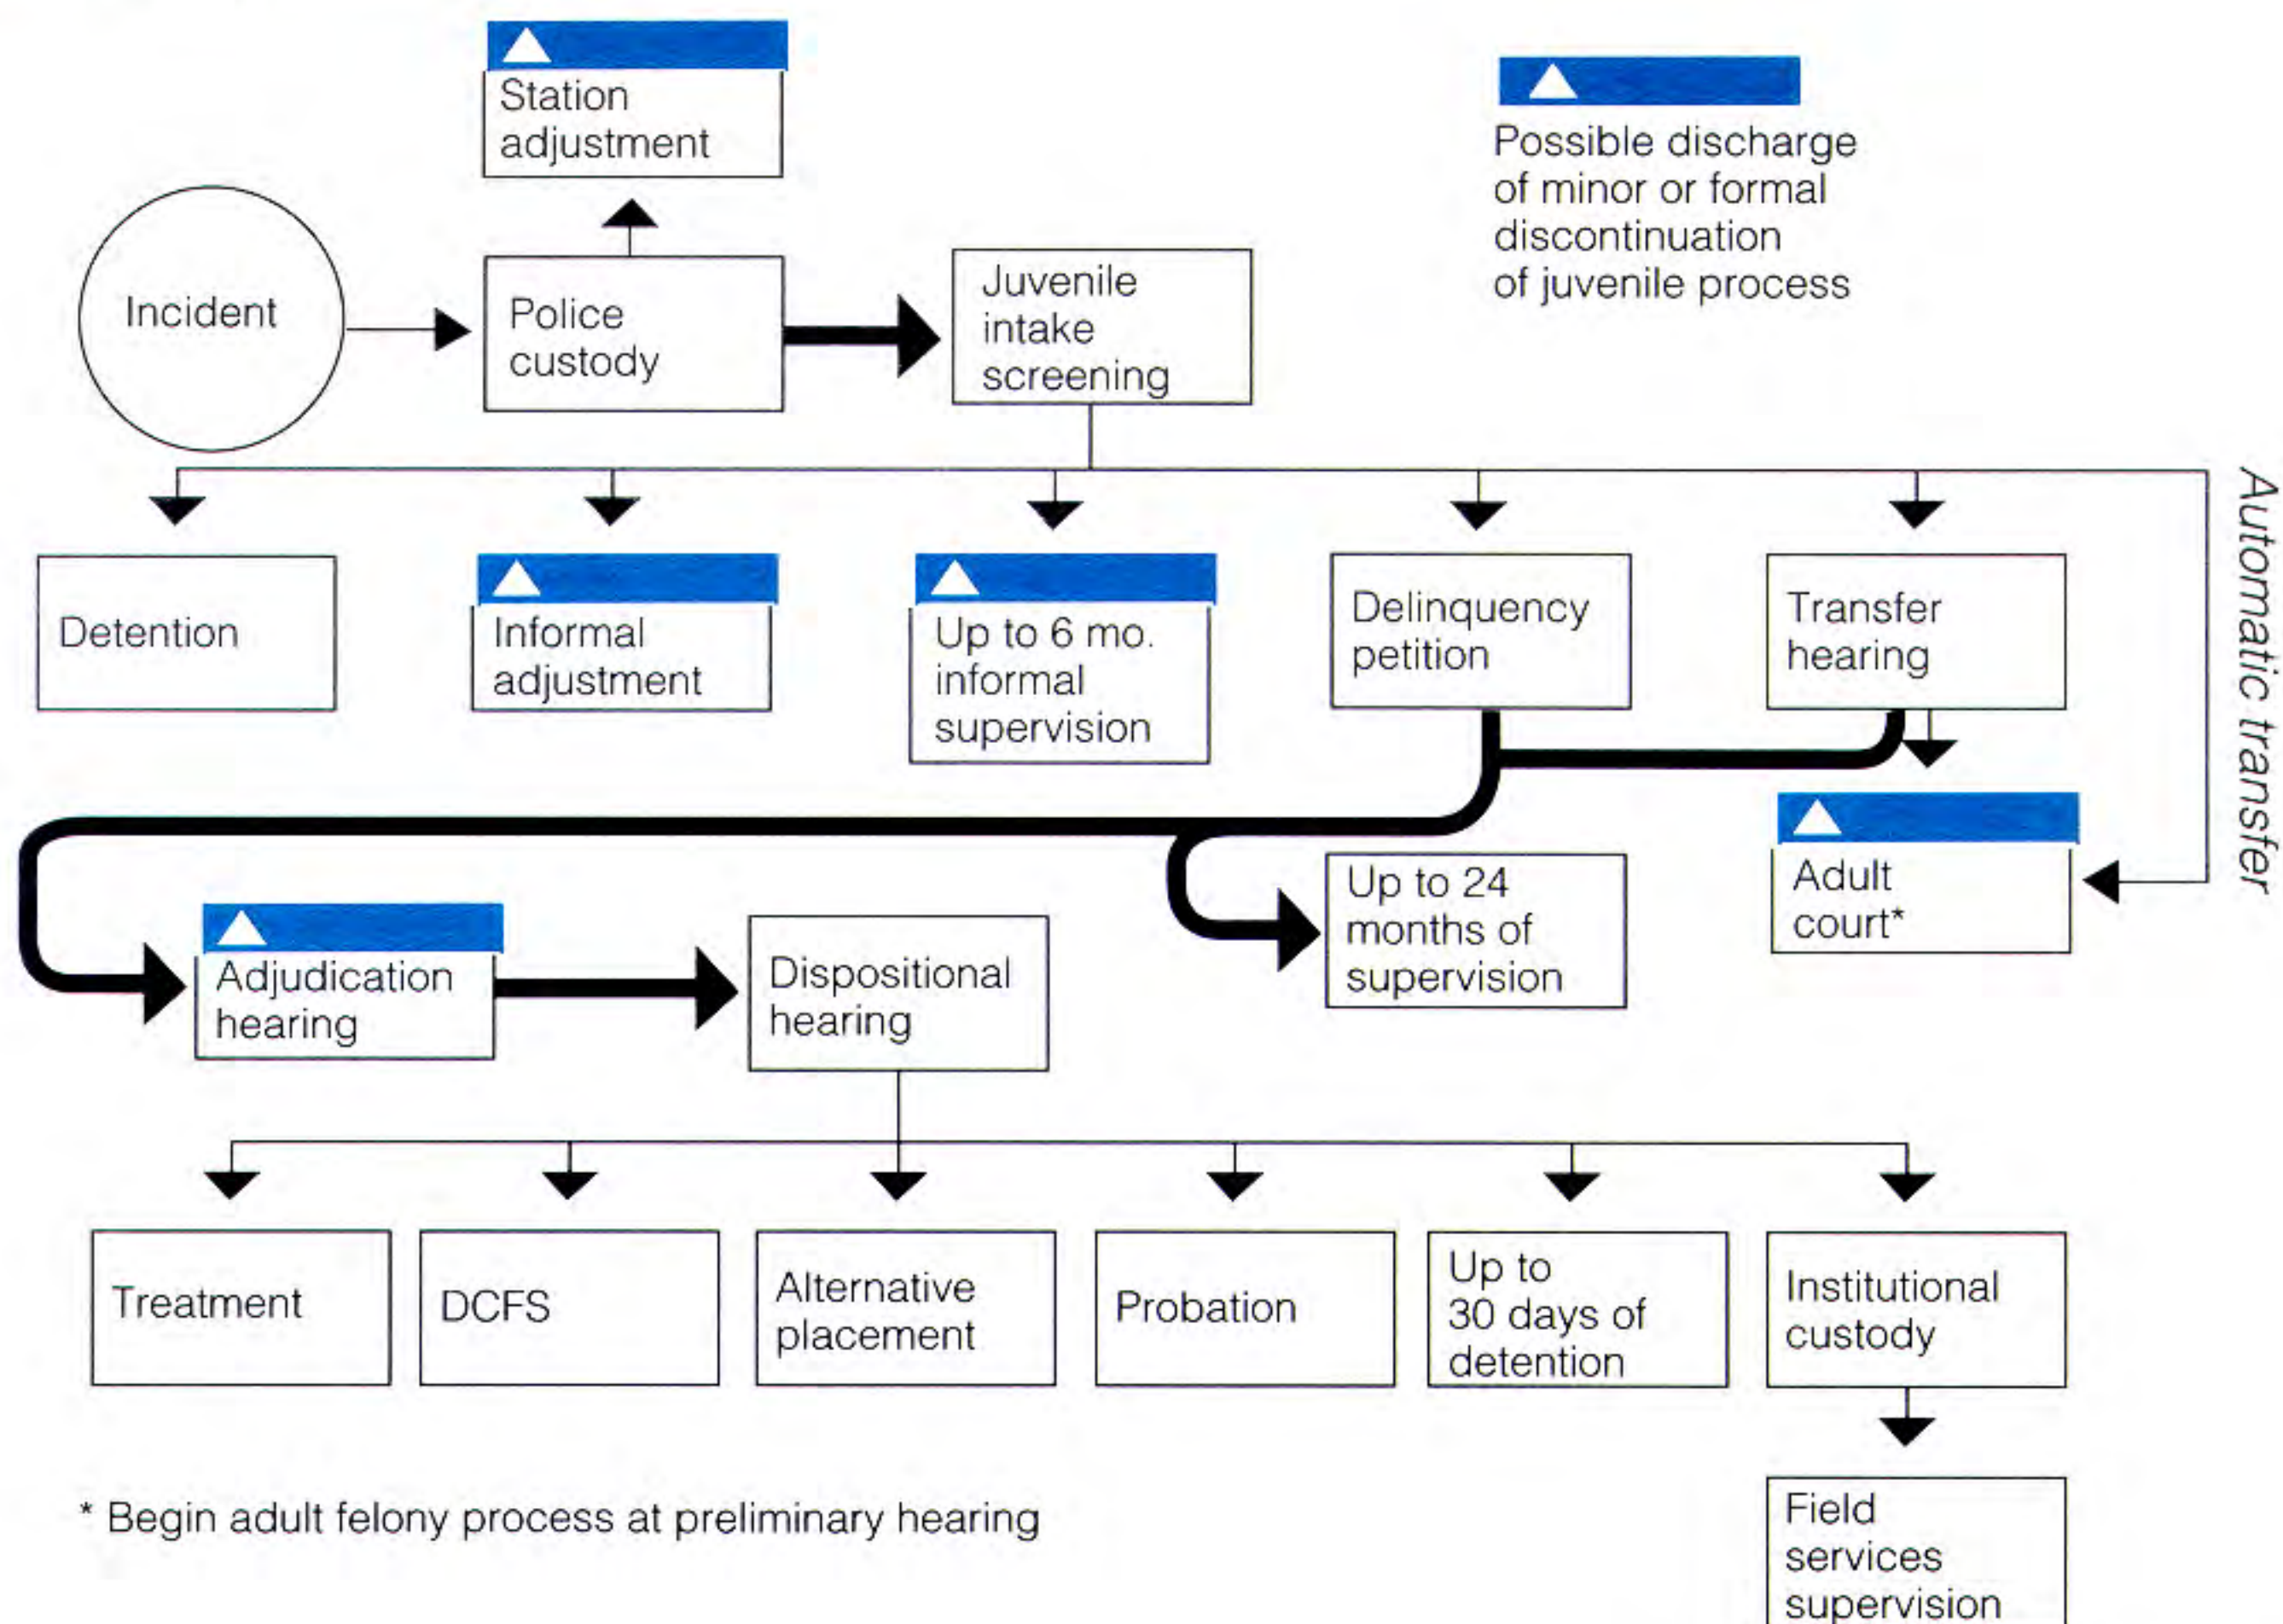 Station
adjustment
Possible discharge
of minor or formal
discontinuation
of juvenile process
Incident
Police
custody
Juvenile
intake
screening
Automatic transfer
Detention
Informal
adjustment
Up to 6 mo.
informal
supervision
Delinquency
petition
Transfer
hearing
Up to 24
months of
supervision
Adult
court*
Adjudication
hearing
Dispositional
hearing
Treatment
DCFS
Alternative
placement
Probation
Up to
30 days of
detention
Institutional
custody
Field
services
supervision
* Begin adult felony process at preliminary hearing